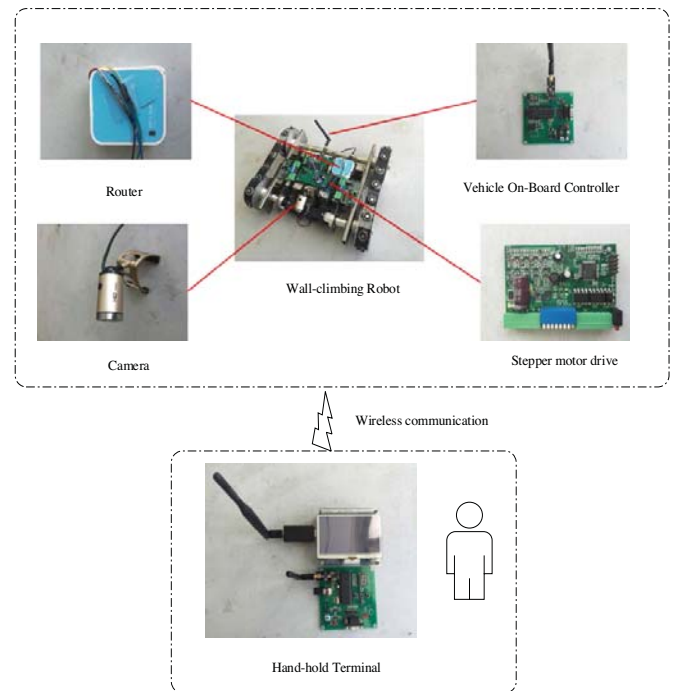 Router
Vehicle On-Board Controller
Wall-climbing Robot
Camera
Stepper motor drive
Wireless communication
Hand-hold Terminal